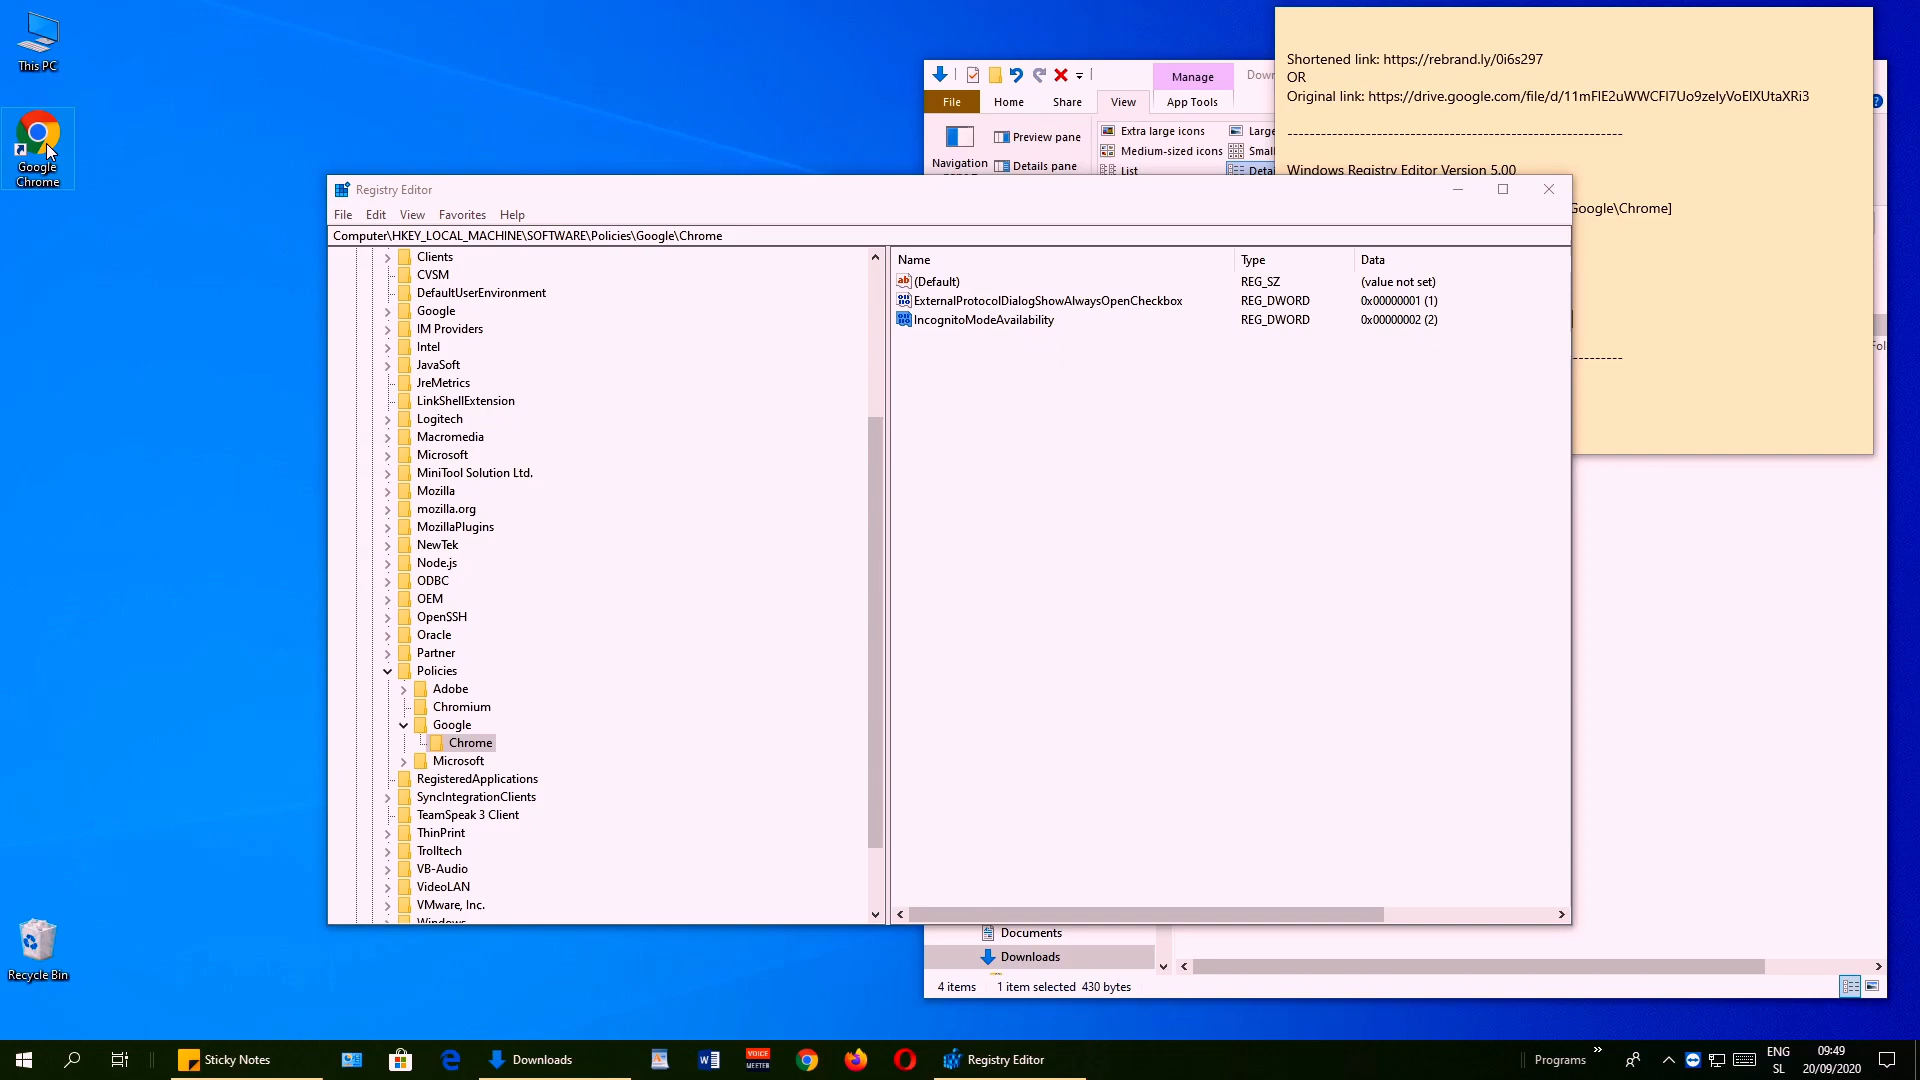 This PC
Google
Chrome
Recycle Bin
Shortened link: https://rebrand.ly/0i6s297
OR
Original link: https://drive.google.com/file/d/11mFIE2uWWCFl7Uo9zelyVoEIXUtaXRi3
------------------------------------------------------------
Windows Registry Editor Version 5.00
Google\Chrome]
Manage
File
Home
Share
View
App Tools
Navigation
Preview pane
Details pane
Extra large icons
Medium-sized icons
List
Registry Editor
File Edit View Favorites Help
Computer\HKEY_LOCAL_MACHINE\SOFTWARE\Policies\Google\Chrome
Clients
CVSM
DefaultUserEnvironment
Google
IM Providers
Intel
JavaSoft
JreMetrics
LinkShellExtension
Logitech
Macromedia
Microsoft
MiniTool Solution Ltd.
Mozilla
mozilla.org
MozillaPlugins
NewTek
Node.js
ODBC
OEM
OpenSSH
Oracle
Partner
Policies
Adobe
Chromium
Google
Chrome
Microsoft
RegisteredApplications
SyncIntegrationClients
TeamSpeak 3 Client
ThinPrint
Trolltech
VB-Audio
VideoLAN
VMware, Inc.
Windows
Name Type Data
(Default) REG_SZ (value not set)
ExternalProtocolDialogShowAlwaysOpenCheckbox REG_DWORD 0x00000001 (1)
IncognitoModeAvailability REG_DWORD 0x00000002 (2)
Documents
Downloads
4 items 1 item selected 430 bytes
Sticky Notes
Downloads
VOICE
MEETER
Registry Editor
Programs
ENG
SL
09:49
20/09/2020